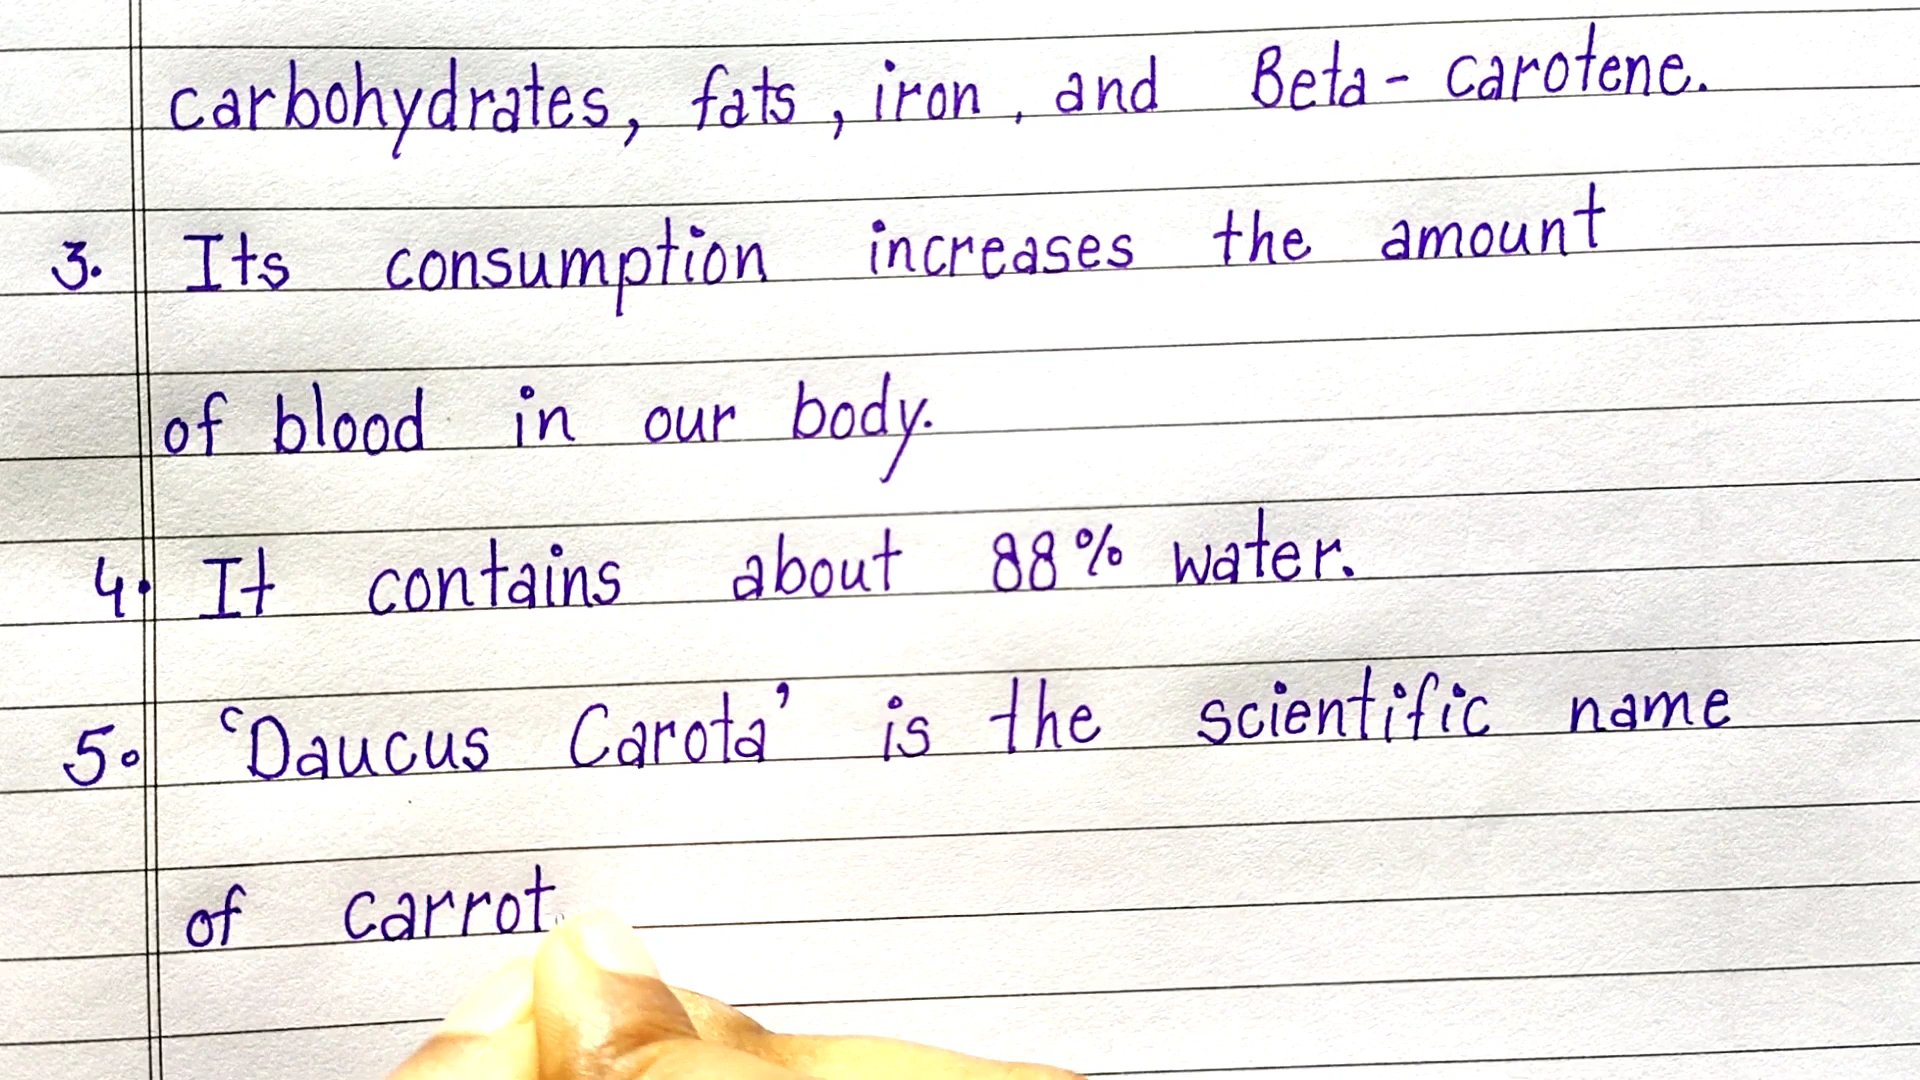 carbohydrates, fats, iron, and Beta-carotene.
3. Its consumption increases the amount
of blood in our body.
4. It contains about 88% water.
5. 'Daucus Carota' is the scientific name
of carrot